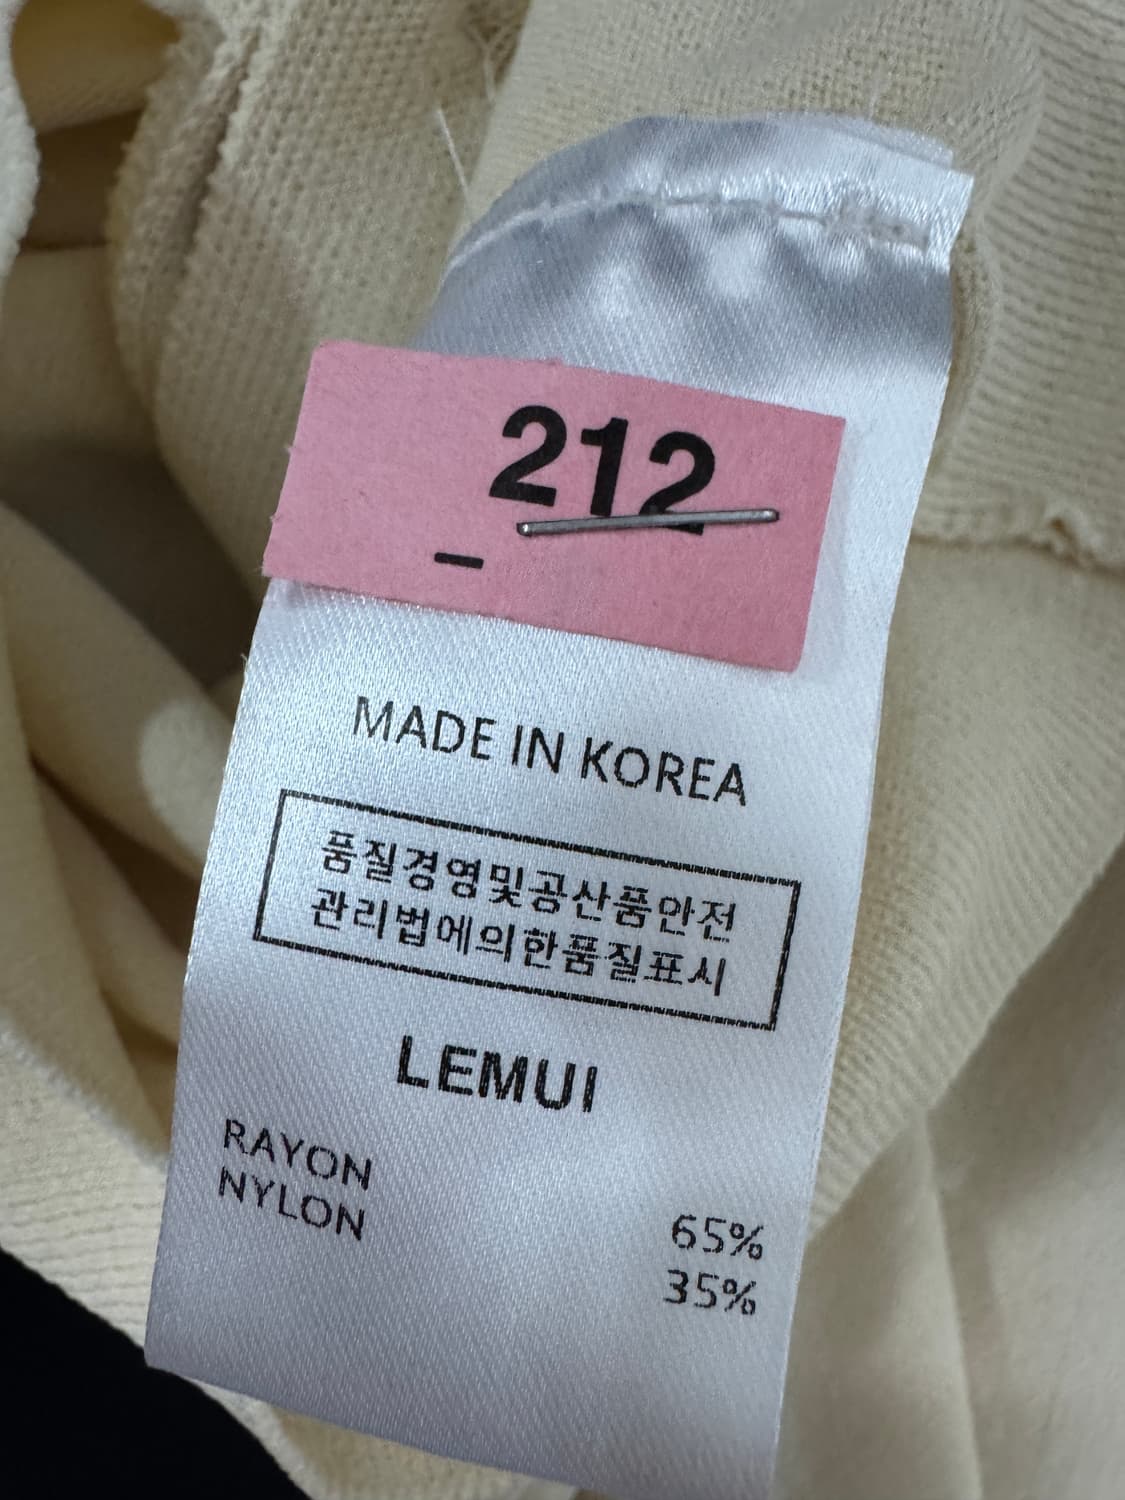 212
-
MADE IN KOREA
품질경영및공산품안전
관리법에의한품질표시
LEMUI
RAYON
NYLON
65%
35%